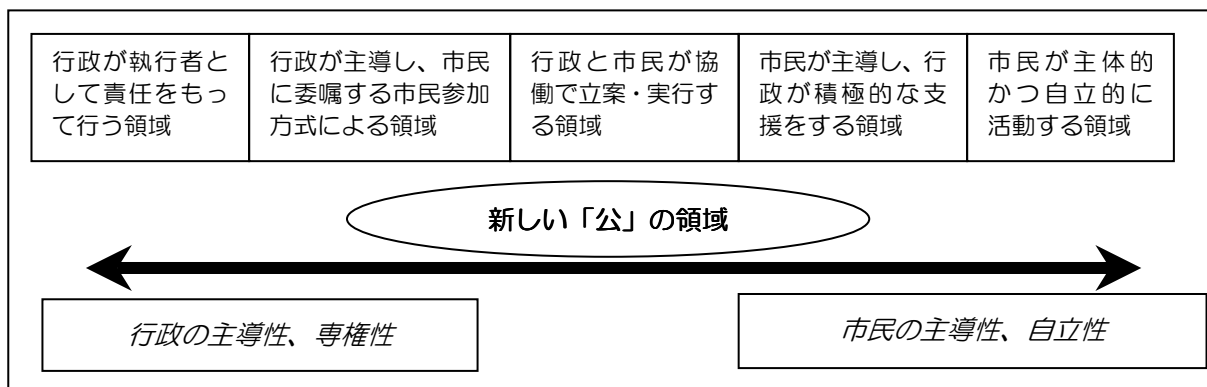 行政が執行者と
して責任をもっ
て行う領域
行政が主導し、市民
に委嘱する市民参加
方式による領域
行政と市民が協
働で立案・実行す
る領域
市民が主導し、行
政が積極的な支
援をする領域
市民が主体的
かつ自立的に
活動する領域
新しい「公」の領域
行政の主導性、専権性
市民の主導性、自立性